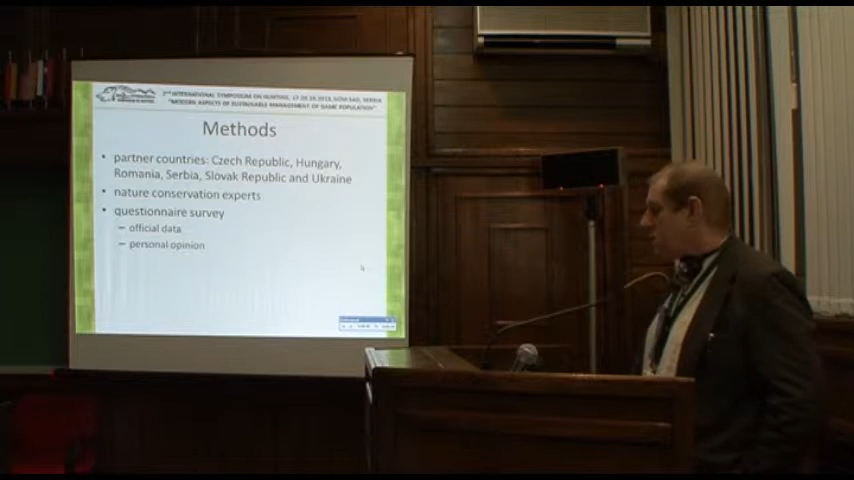 2nd INTERNATIONAL SYMPOSIUM ON HUNTING, 17-20.10.2013, NOVI SAD, SERBIA
"MODERN ASPECTS OF SUSTAINABLE MANAGEMENT OF GAME POPULATION"
Methods
• partner countries: Czech Republic, Hungary,
Romania, Serbia, Slovak Republic and Ukraine
• nature conservation experts
• questionnaire survey
– official data
– personal opinion